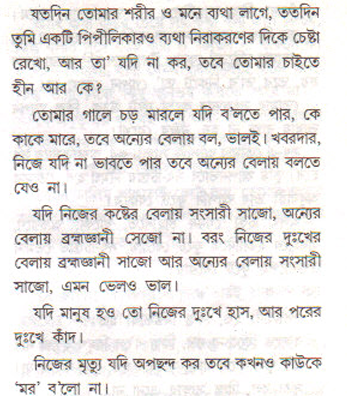 যতদিন তোমার শরীর ও মনে ব্যথা লাগে, ততদিন
তুমি একটি পিপীলিকারও ব্যথা নিরাকরণের দিকে চেষ্টা
রেখো, আর তা' যদি না কর, তবে তোমার চাইতে
হীন আর কে?
তোমার গালে চড় মারলে যদি ব'লতে পার, কে
কাকে মারে, তবে অন্যের বেলায় বল, ভালই। খবরদার,
নিজে যদি না ভাবতে পার তবে অন্যের বেলায় বলতে
যেও না।
যদি নিজের কষ্টের বেলায় সংসারী সাজো, অন্যের
বেলায় ব্রহ্মজ্ঞানী সেজো না। বরং নিজের দুঃখের
বেলায় ব্রহ্মজ্ঞানী সাজো আর অন্যের বেলায় সংসারী
সাজো, এমন ভেলও ভাল।
যদি মানুষ হও তো নিজের দুঃখে হাস, আর পরের
দুঃখে কাঁদ।
নিজের মৃত্যু যদি অপছন্দ কর তবে কখনও কাউকে
'মর' ব'লো না।